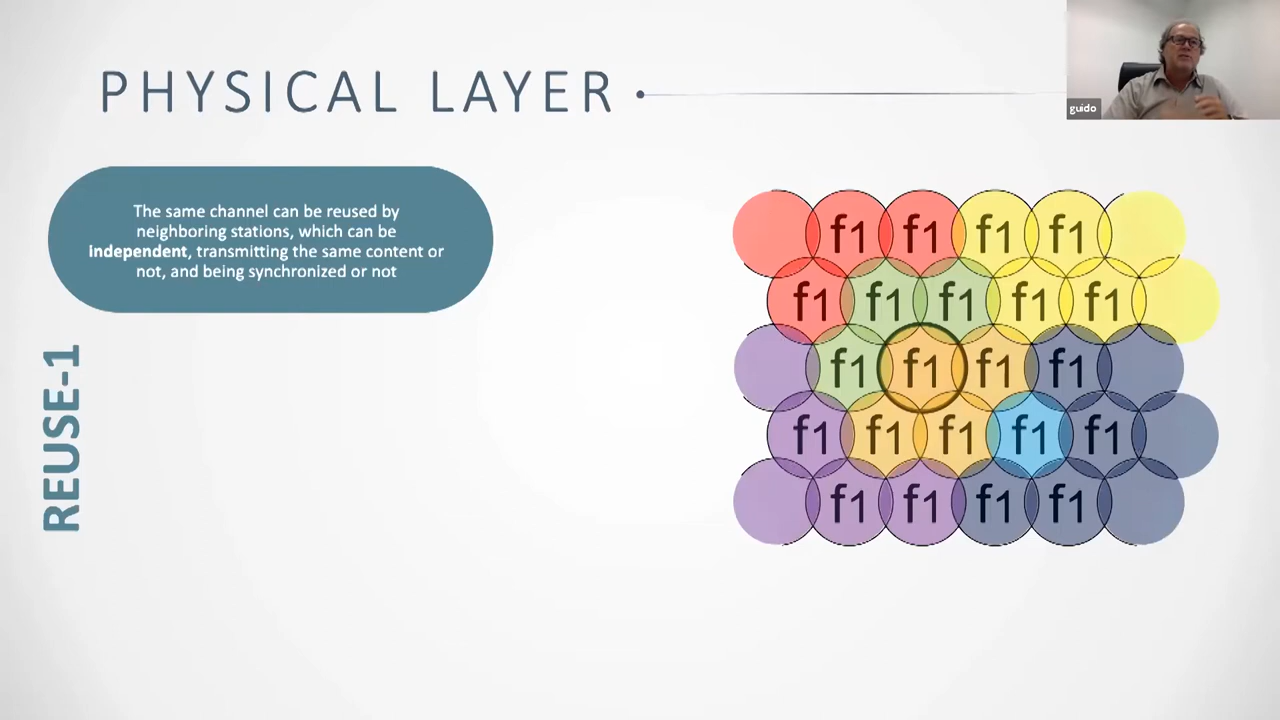 PHYSICAL LAYER
guido
The same channel can be reused by
neighboring stations, which can be
independent, transmitting the same content or
not, and being synchronized or not
REUSE-1
f1 f1 f1 f1
f1 f1 f1 f1 f1
f1 f1 f1 f1
f1 f1 f1 f1 f1
f1 f1 f1 f1